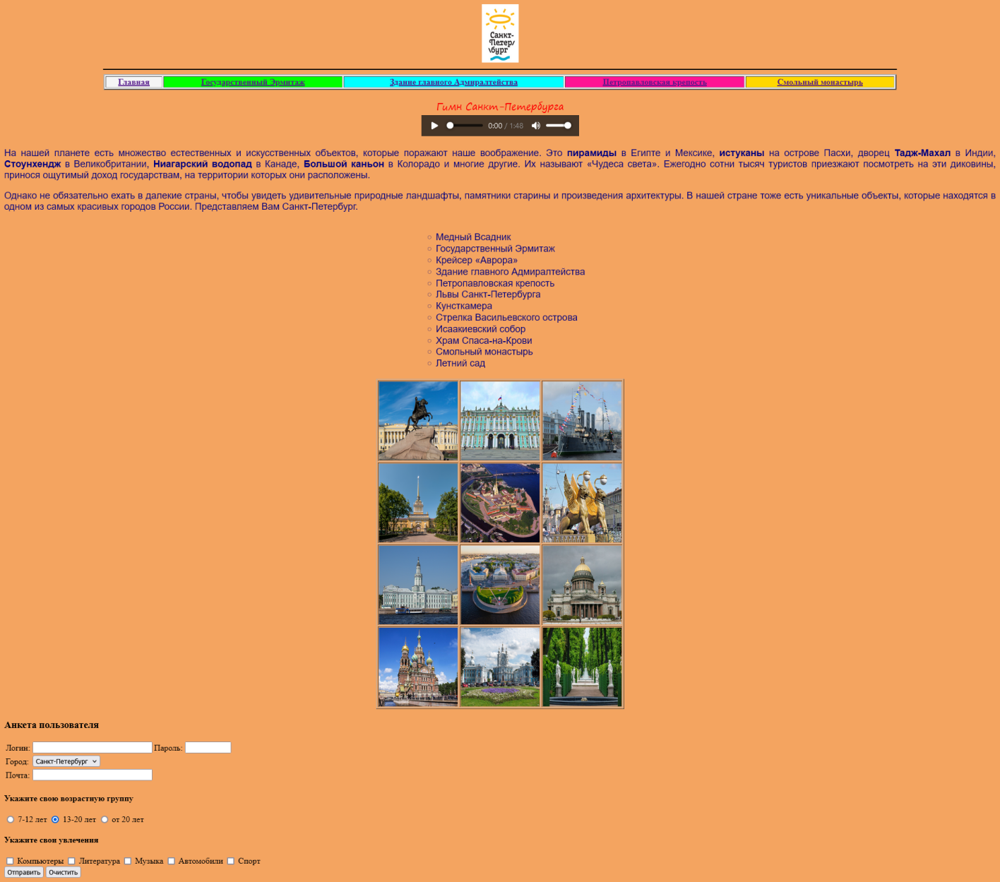 Санкт-
Петер/
\бург
Главная
Государственный Эрмитаж
Здание главного Адмиралтейства
Петропавловская крепость
Смольный монастырь
Гимн Санкт-Петербурга
0:00 / 1:48
На нашей планете есть множество естественных и искусственных объектов, которые поражают наше воображение. Это пирамиды в Египте и Мексике, истуканы на острове Пасхи, дворец Тадж-Махал в Индии,
Стоунхендж в Великобритании, Ниагарский водопад в Канаде, Большой каньон в Колорадо и многие другие. Их называют «Чудеса света». Ежегодно сотни тысяч туристов приезжают посмотреть на эти диковины,
принося ощутимый доход государствам, на территории которых они расположены.
Однако не обязательно ехать в далекие страны, чтобы увидеть удивительные природные ландшафты, памятники старины и произведения архитектуры. В нашей стране тоже есть уникальные объекты, которые находятся в
одном из самых красивых городов России. Представляем Вам Санкт-Петербург.
Медный Всадник
Государственный Эрмитаж
Крейсер «Аврора»
Здание главного Адмиралтейства
Петропавловская крепость
Львы Санкт-Петербурга
Кунсткамера
Стрелка Васильевского острова
Исаакиевский собор
Храм Спаса-на-Крови
Смольный монастырь
Летний сад
Анкета пользователя
Логин: Пароль:
Город: Санкт-Петербург
Почта:
Укажите свою возрастную группу
7-12 лет 13-20 лет от 20 лет
Укажите свои увлечения
Компьютеры Литература Музыка Автомобили Спорт
Отправить Очистить